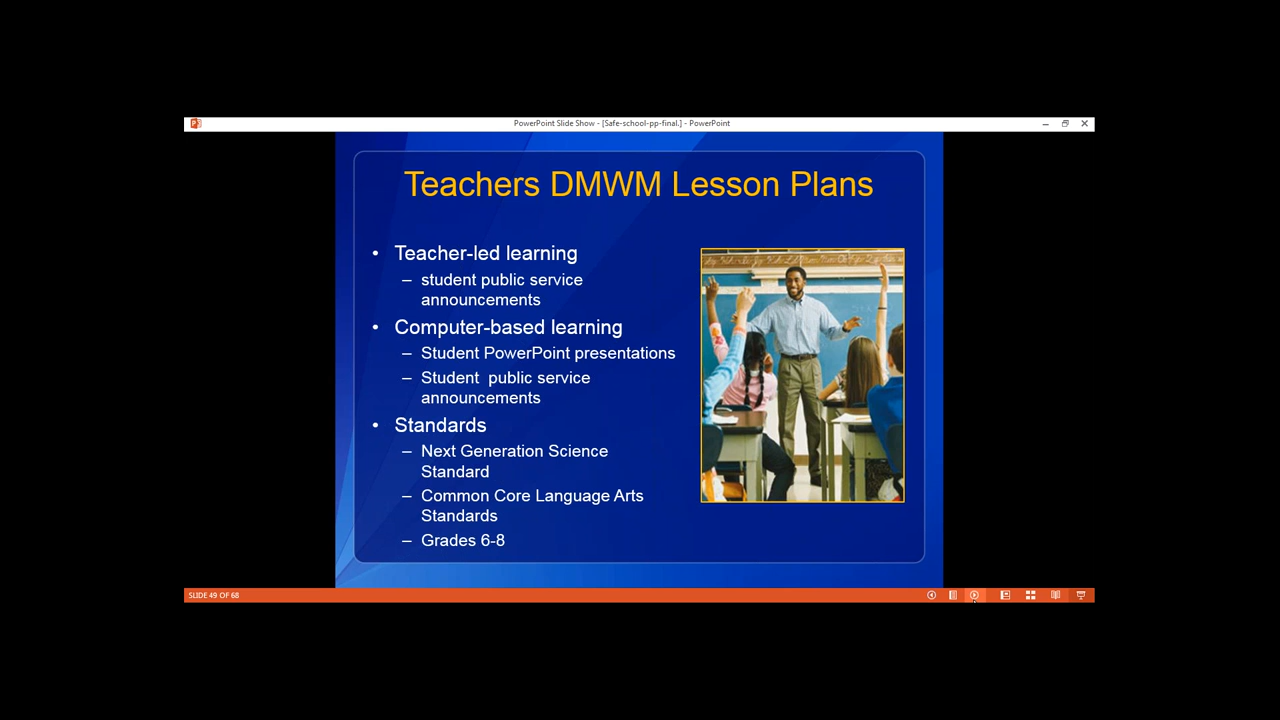 PowerPoint Slide Show - [Safe-school-pp-final.] - PowerPoint
Teachers DMWM Lesson Plans
• Teacher-led learning
– student public service
announcements
• Computer-based learning
– Student PowerPoint presentations
– Student  public service
announcements
• Standards
– Next Generation Science
Standard
– Common Core Language Arts
Standards
– Grades 6-8
SLIDE 49 OF 68